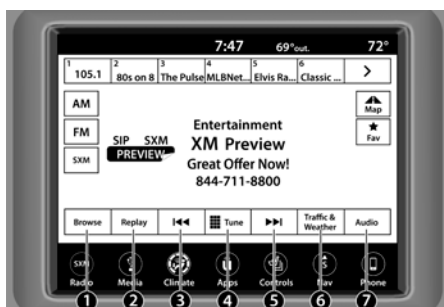 7:47 69°out. 72°
1 2 3 4 5 6
105.1 80s on 8 The Pulse MLBNet... Elvis Ra... Classic ... >
AM Map
FM Fav
SXM
SIP SXM
PREVIEW
Entertainment
XM Preview
Great Offer Now!
844-711-8800
Browse Replay Tune Traffic & Weather Audio
SXM
Radio Media Climate Apps Controls Nav Phone
1 2 3 4 5 6 7